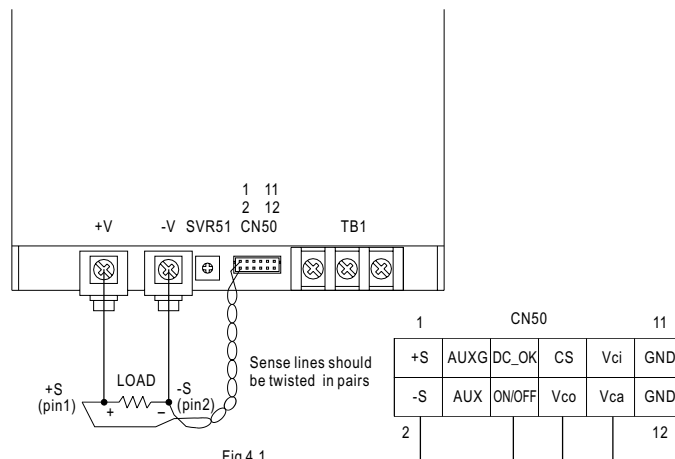 1 11
2 12
+V -V SVR51 CN50 TB1
Sense lines should
be twisted in pairs
+S
(pin1)
LOAD
-S
(pin2)
+ −
Fig 4.1
CN50
1 11
+S AUXG DC_OK CS Vci GND
-S AUX ON/OFF Vco Vca GND
2 12